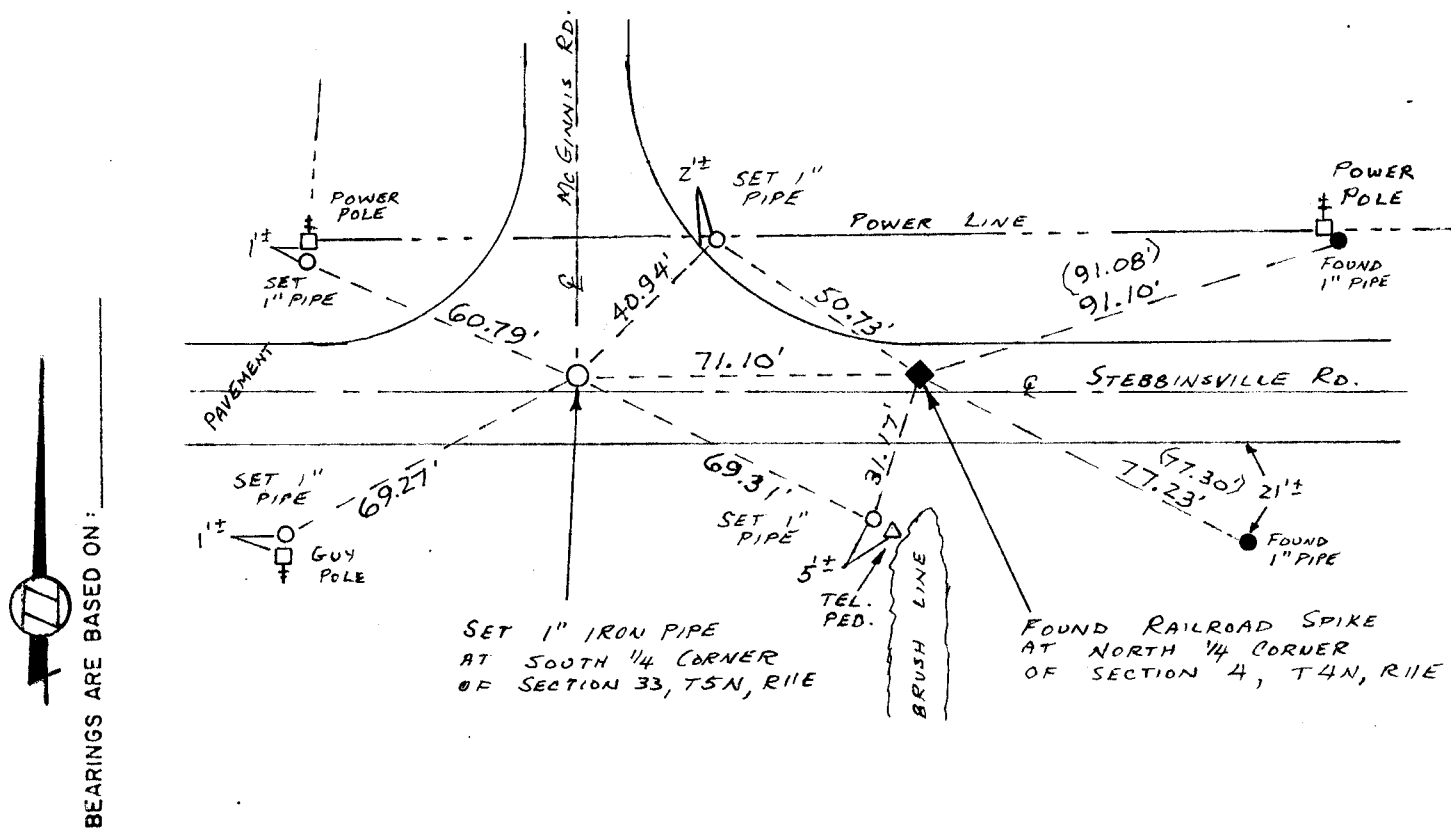 Mc GINNIS RD.
℄
POWER
POLE
1'±
SET
1" PIPE
2'±
SET 1"
PIPE
POWER LINE
POWER
POLE
FOUND
1" PIPE
(91.08')
91.10'
60.79'
40.94'
50.73'
71.10'
℄ STEBBINSVILLE RD.
PAVEMENT
SET 1"
PIPE
69.27'
1'±
GUY
POLE
69.31'
31.17'
SET 1"
PIPE
5'±
TEL.
PED.
BRUSH LINE
(77.30')
77.23'
21'±
FOUND
1" PIPE
SET 1" IRON PIPE
AT SOUTH 1/4 CORNER
OF SECTION 33, T5N, R11E
FOUND RAILROAD SPIKE
AT NORTH 1/4 CORNER
OF SECTION 4, T4N, R11E
BEARINGS ARE BASED ON: